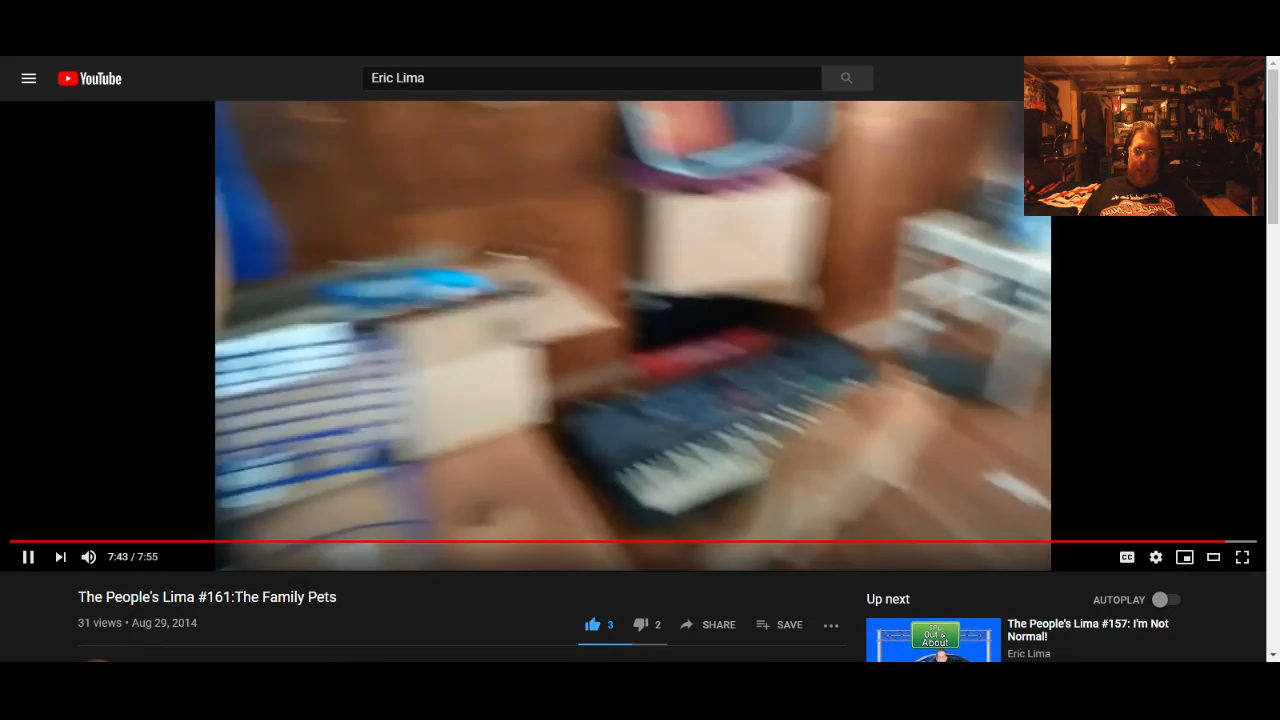 YouTube
Eric Lima
7:43 / 7:55
CC
The People's Lima #161:The Family Pets
31 views • Aug 29, 2014
3
2
SHARE
SAVE
Up next
AUTOPLAY
Out &
About
The People's Lima #157: I'm Not
Normal!
Eric Lima